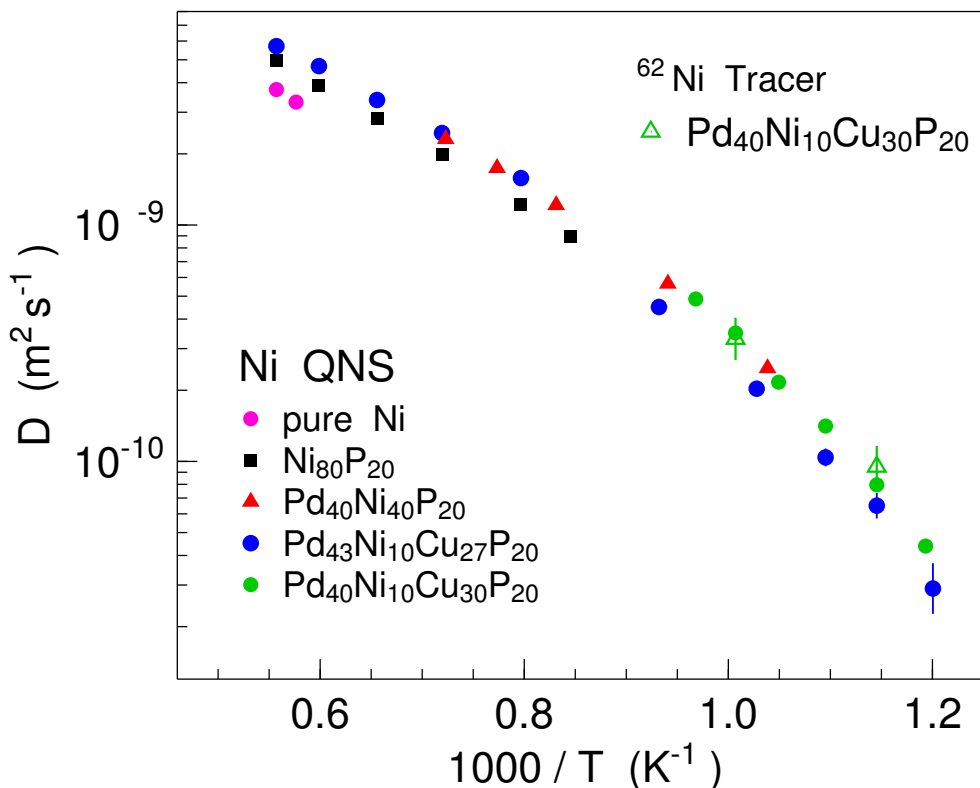 ⁶²Ni Tracer
Pd₄₀Ni₁₀Cu₃₀P₂₀
10⁻⁹
D (m² s⁻¹)
Ni QNS
pure Ni
Ni₈₀P₂₀
Pd₄₀Ni₄₀P₂₀
Pd₄₃Ni₁₀Cu₂₇P₂₀
Pd₄₀Ni₁₀Cu₃₀P₂₀
10⁻¹⁰
0.6 0.8 1.0 1.2
1000 / T (K⁻¹)